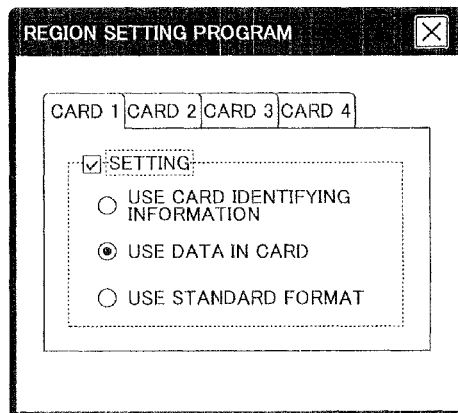 REGION SETTING PROGRAM
CARD 1 CARD 2 CARD 3 CARD 4
SETTING
USE CARD IDENTIFYING
INFORMATION
USE DATA IN CARD
USE STANDARD FORMAT